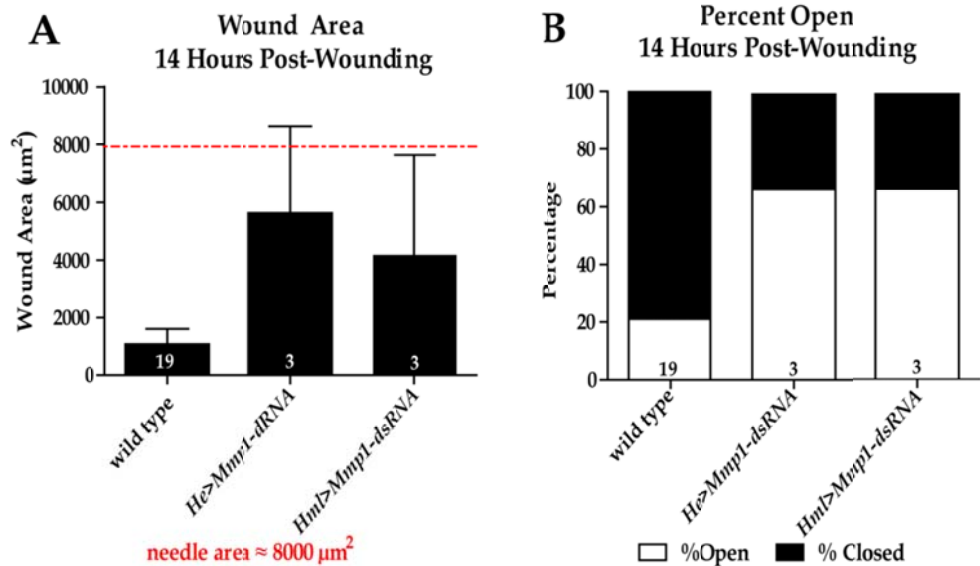 A
Wound Area
14 Hours Post-Wounding
Wound Area (µm²)
10000
8000
6000
4000
2000
0
19
3
3
wild type
He>Mmp1-dRNA
Hml>Mmp1-dsRNA
needle area ≈ 8000 µm²
B
Percent Open
14 Hours Post-Wounding
Percentage
100
80
60
40
20
0
19
3
3
wild type
He>Mmp1-dsRNA
Hml>Mmp1-dsRNA
%Open % Closed